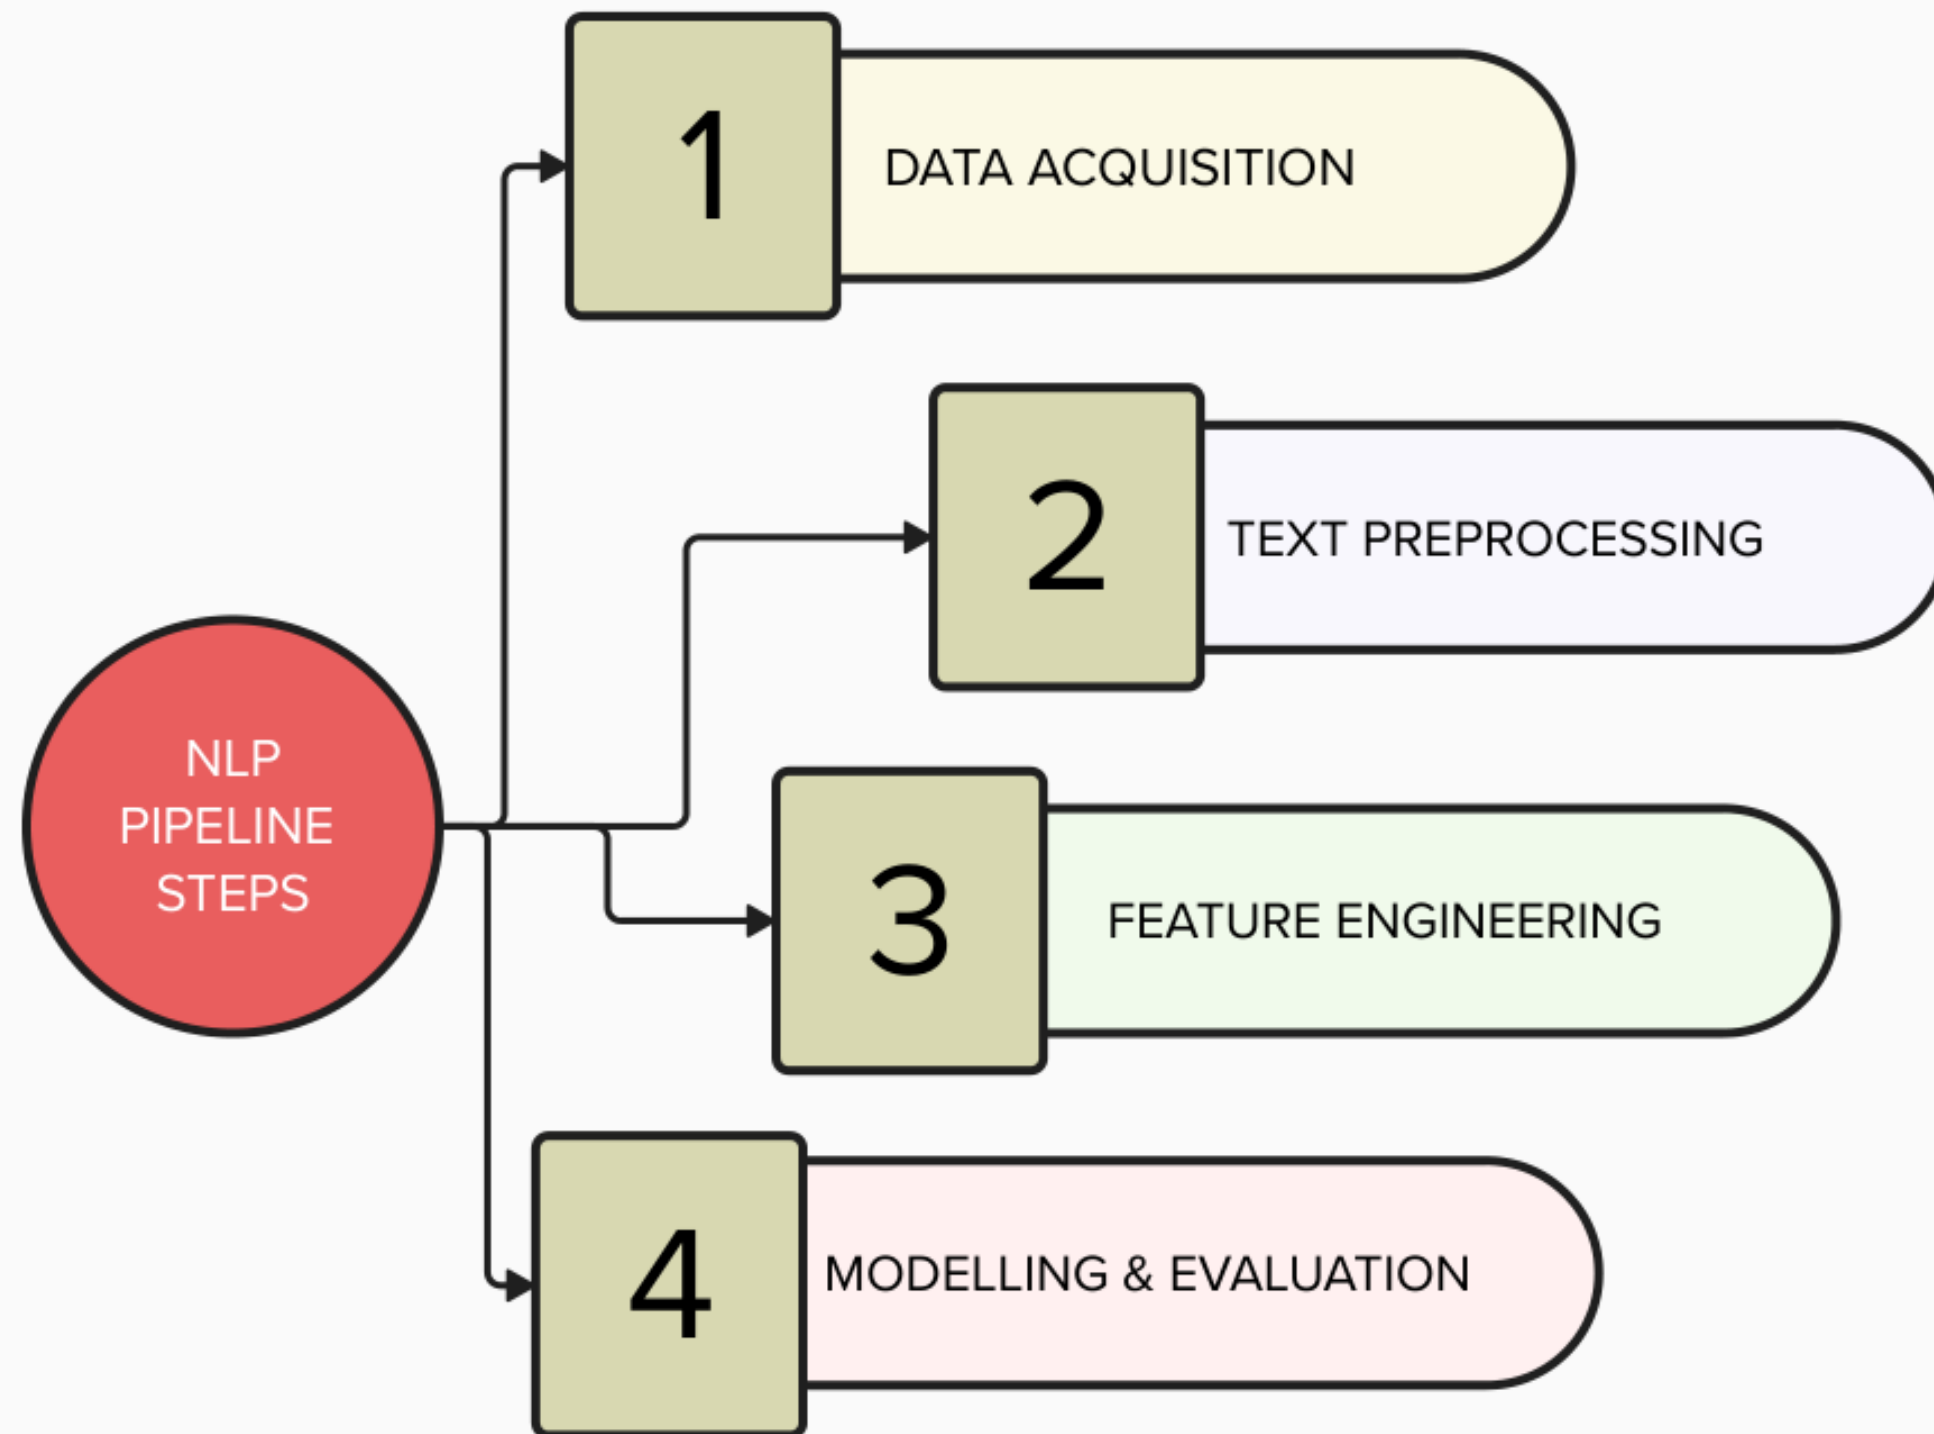 1
DATA ACQUISITION
2
TEXT PREPROCESSING
NLP
PIPELINE
STEPS
3
FEATURE ENGINEERING
4
MODELLING & EVALUATION